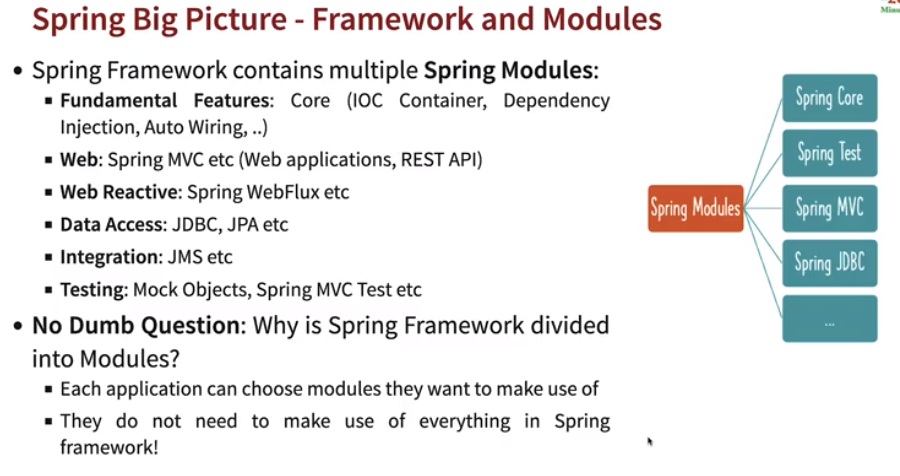 Spring Big Picture - Framework and Modules
• Spring Framework contains multiple Spring Modules:
▪ Fundamental Features: Core (IOC Container, Dependency
Injection, Auto Wiring, ..)
▪ Web: Spring MVC etc (Web applications, REST API)
▪ Web Reactive: Spring WebFlux etc
▪ Data Access: JDBC, JPA etc
▪ Integration: JMS etc
▪ Testing: Mock Objects, Spring MVC Test etc
• No Dumb Question: Why is Spring Framework divided
into Modules?
▪ Each application can choose modules they want to make use of
▪ They do not need to make use of everything in Spring
framework!
Spring Modules
Spring Core
Spring Test
Spring MVC
Spring JDBC
...